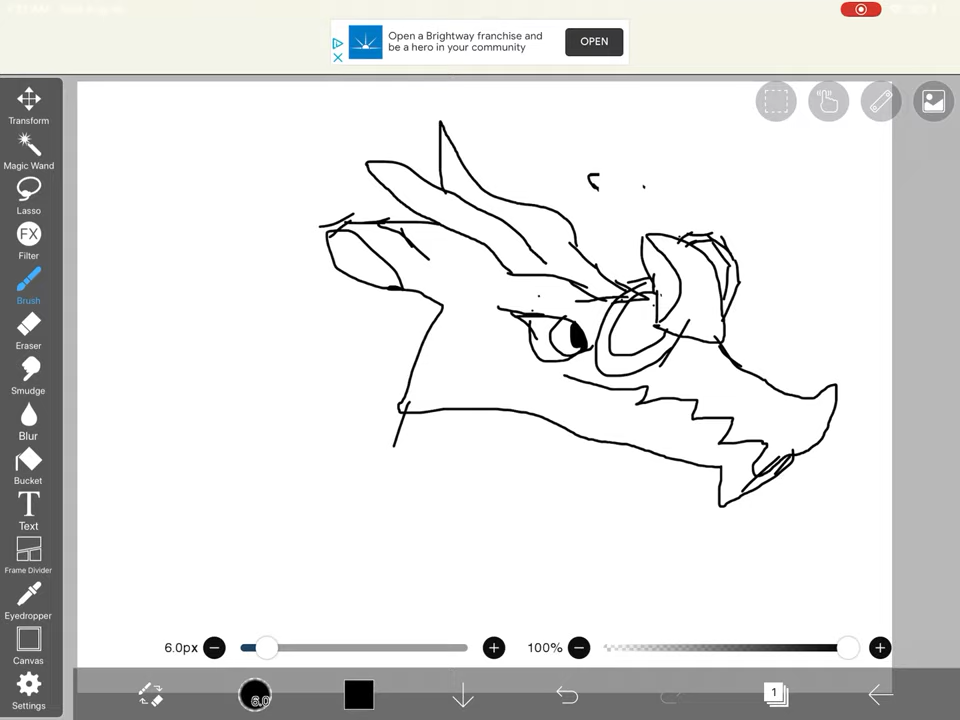 Open a Brightway franchise and
be a hero in your community
OPEN
Transform
Magic Wand
Lasso
FX
Filter
Brush
Eraser
Smudge
Blur
Bucket
T
Text
Frame Divider
Eyedropper
Canvas
Settings
6.0px
100%
6.0
1